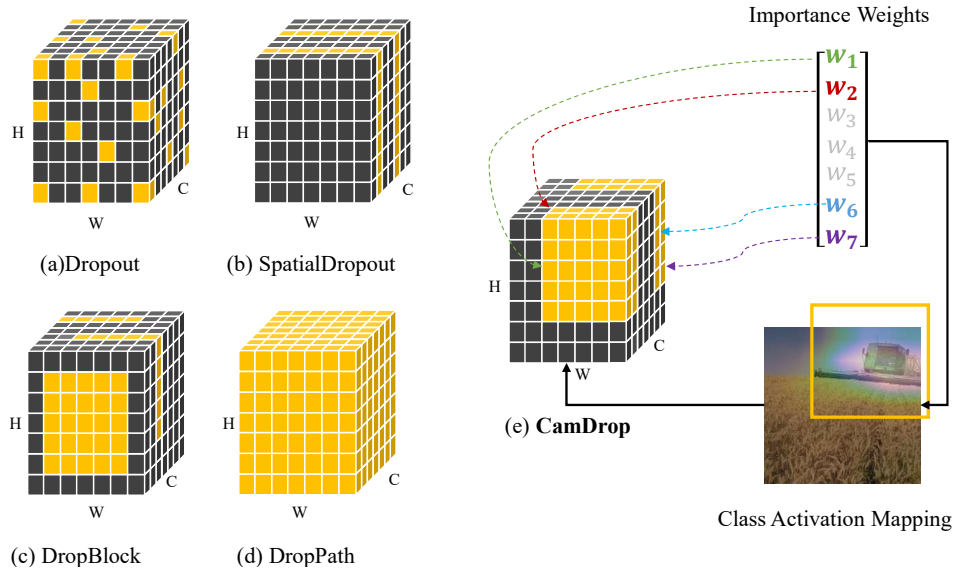 H
W
C
(a)Dropout
H
W
C
(b) SpatialDropout
H
W
C
(c) DropBlock
H
W
C
(d) DropPath
Importance Weights
w1
w2
w3
w4
w5
w6
w7
H
W
C
(e) CamDrop
Class Activation Mapping